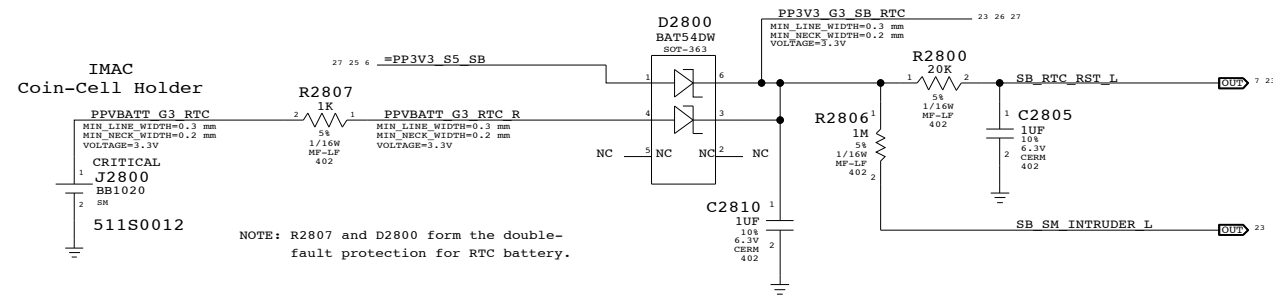 PP3V3_G3_SB_RTC
23 26 27
MIN_LINE_WIDTH=0.3 mm
MIN_NECK_WIDTH=0.2 mm
VOLTAGE=3.3V
D2800
BAT54DW
SOT-363
27 25 6
=PP3V3_S5_SB
1
6
R2800
20K
1
2
5%
1/16W
MF-LF
402
SB_RTC_RST_L
OUT
IMAC
Coin-Cell Holder
PPVBATT_G3_RTC
MIN_LINE_WIDTH=0.3 mm
MIN_NECK_WIDTH=0.2 mm
VOLTAGE=3.3V
R2807
1K
2
1
5%
1/16W
MF-LF
402
PPVBATT_G3_RTC_R
MIN_LINE_WIDTH=0.3 mm
MIN_NECK_WIDTH=0.2 mm
VOLTAGE=3.3V
4
3
NC
5
NC
NC
2
NC
R2806
1M
5%
1/16W
MF-LF
402
1
2
1
2
C2805
1UF
10%
6.3V
CERM
402
CRITICAL
1
J2800
BB1020
2
SM
511S0012
C2810
1UF
10%
6.3V
CERM
402
1
2
SB_SM_INTRUDER_L
OUT
23
NOTE: R2807 and D2800 form the double-
fault protection for RTC battery.